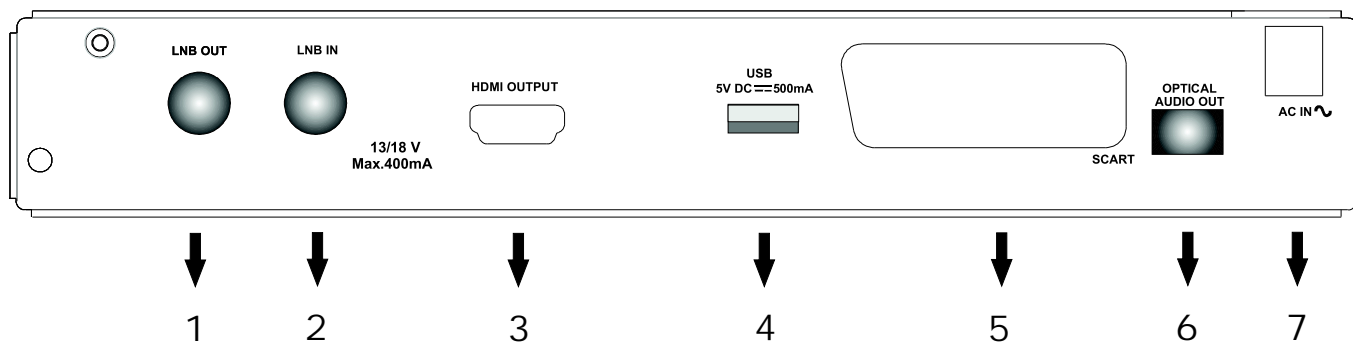 LNB OUT
LNB IN
HDMI OUTPUT
13/18 V
Max.400mA
USB
5V DC ⎓ 500mA
SCART
OPTICAL
AUDIO OUT
AC IN ∿
1 2 3 4 5 6 7